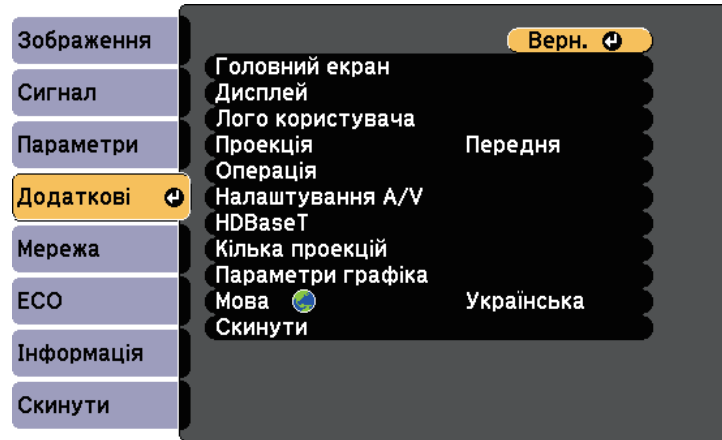 Зображення
Сигнал
Параметри
Додаткові
Мережа
ECO
Інформація
Скинути
Верн.
Головний екран
Дисплей
Лого користувача
Проекція Передня
Операція
Налаштування A/V
HDBaseT
Кілька проекцій
Параметри графіка
Мова Українська
Скинути